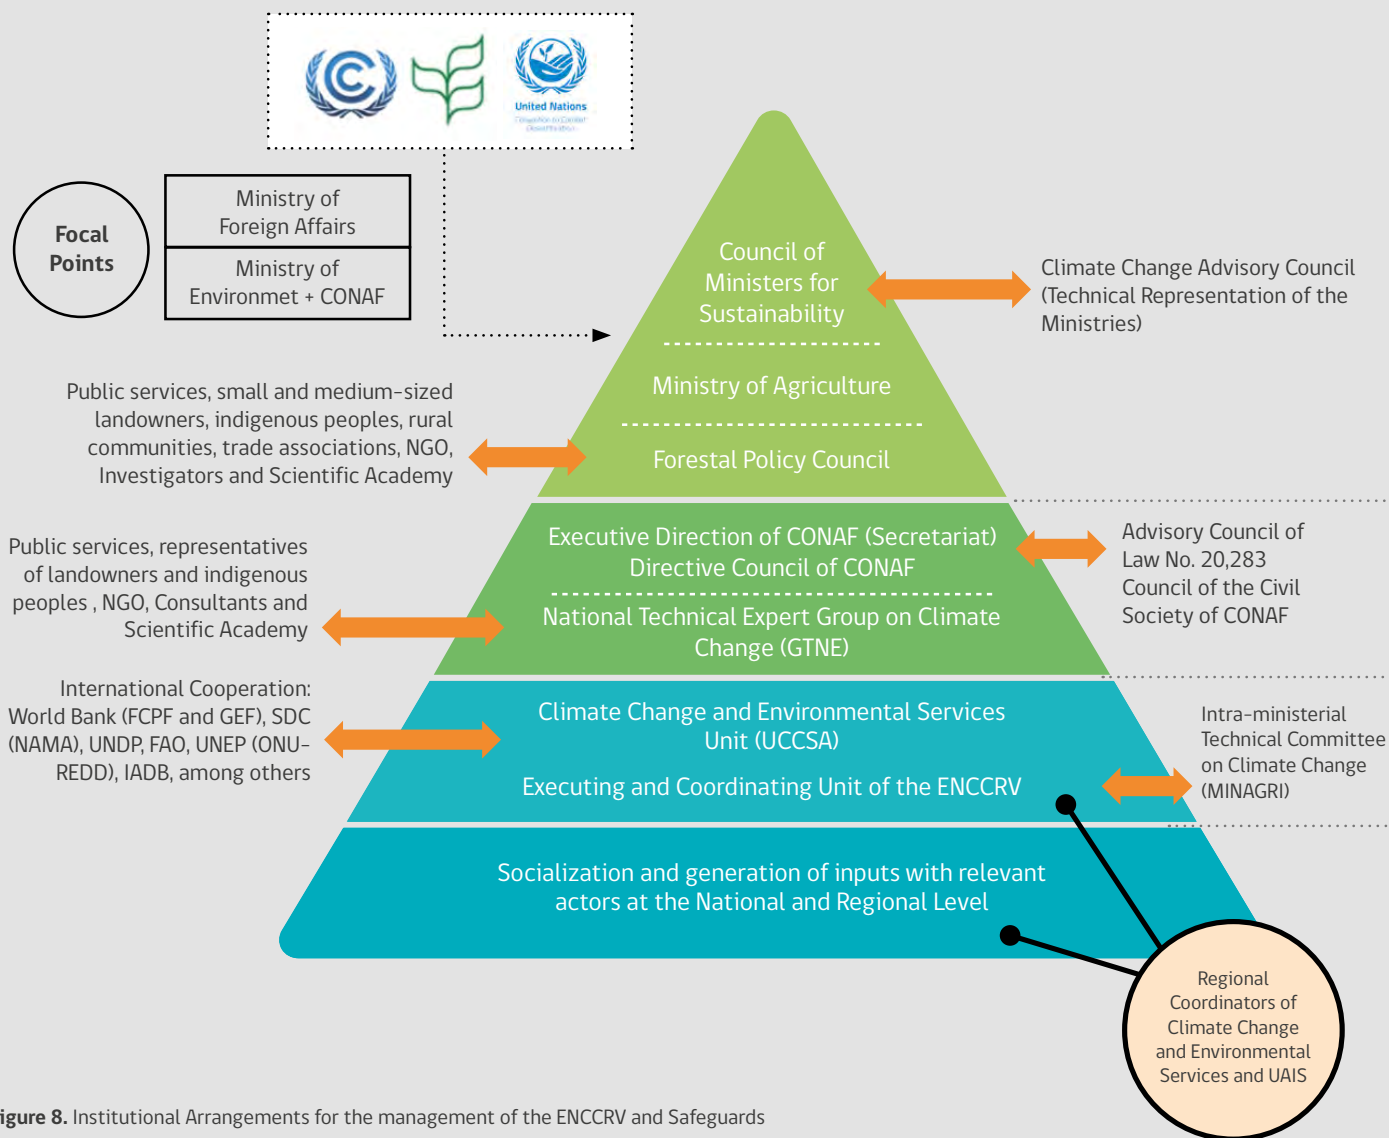 United Nations
Convention to Combat
Desertification
Focal
Points
Ministry of
Foreign Affairs
Ministry of
Environmet + CONAF
Council of
Ministers for
Sustainability
Climate Change Advisory Council
(Technical Representation of the
Ministries)
Ministry of Agriculture
Public services, small and medium-sized
landowners, indigenous peoples, rural
communities, trade associations, NGO,
Investigators and Scientific Academy
Forestal Policy Council
Executive Direction of CONAF (Secretariat)
Directive Council of CONAF
Advisory Council of
Law No. 20,283
Council of the Civil
Society of CONAF
Public services, representatives
of landowners and indigenous
peoples , NGO, Consultants and
Scientific Academy
National Technical Expert Group on Climate
Change (GTNE)
International Cooperation:
World Bank (FCPF and GEF), SDC
(NAMA), UNDP, FAO, UNEP (ONU-
REDD), IADB, among others
Climate Change and Environmental Services
Unit (UCCSA)
Executing and Coordinating Unit of the ENCCRV
Intra-ministerial
Technical Committee
on Climate Change
(MINAGRI)
Socialization and generation of inputs with relevant
actors at the National and Regional Level
Regional
Coordinators of
Climate Change
and Environmental
Services and UAIS
igure 8. Institutional Arrangements for the management of the ENCCRV and Safeguards